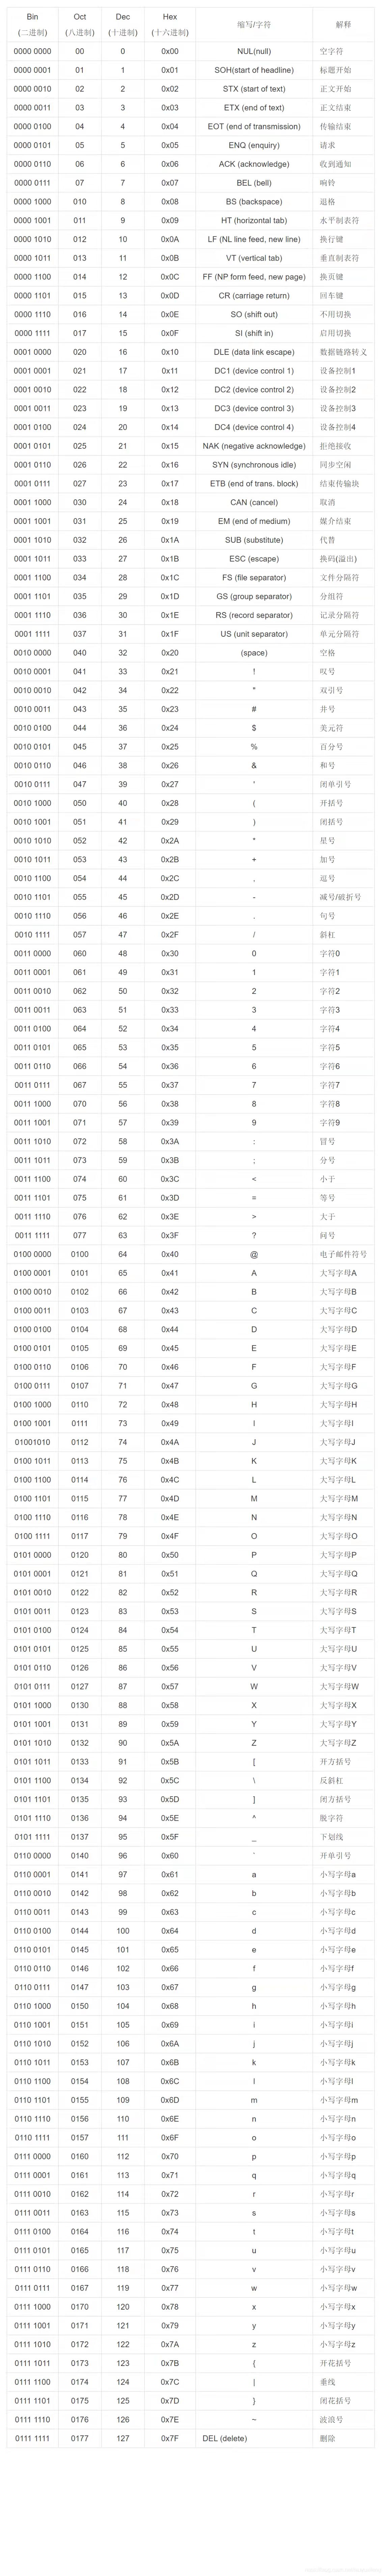 Bin Oct Dec Hex 缩写/字符 解释
(二进制) (八进制) (十进制) (十六进制)
0000 0000 00 0 0x00 NUL(null) 空字符
0000 0001 01 1 0x01 SOH(start of headline) 标题开始
0000 0010 02 2 0x02 STX (start of text) 正文开始
0000 0011 03 3 0x03 ETX (end of text) 正文结束
0000 0100 04 4 0x04 EOT (end of transmission) 传输结束
0000 0101 05 5 0x05 ENQ (enquiry) 请求
0000 0110 06 6 0x06 ACK (acknowledge) 收到通知
0000 0111 07 7 0x07 BEL (bell) 响铃
0000 1000 010 8 0x08 BS (backspace) 退格
0000 1001 011 9 0x09 HT (horizontal tab) 水平制表符
0000 1010 012 10 0x0A LF (NL line feed, new line) 换行键
0000 1011 013 11 0x0B VT (vertical tab) 垂直制表符
0000 1100 014 12 0x0C FF (NP form feed, new page) 换页键
0000 1101 015 13 0x0D CR (carriage return) 回车键
0000 1110 016 14 0x0E SO (shift out) 不用切换
0000 1111 017 15 0x0F SI (shift in) 启用切换
0001 0000 020 16 0x10 DLE (data link escape) 数据链路转义
0001 0001 021 17 0x11 DC1 (device control 1) 设备控制1
0001 0010 022 18 0x12 DC2 (device control 2) 设备控制2
0001 0011 023 19 0x13 DC3 (device control 3) 设备控制3
0001 0100 024 20 0x14 DC4 (device control 4) 设备控制4
0001 0101 025 21 0x15 NAK (negative acknowledge) 拒绝接收
0001 0110 026 22 0x16 SYN (synchronous idle) 同步空闲
0001 0111 027 23 0x17 ETB (end of trans. block) 结束传输块
0001 1000 030 24 0x18 CAN (cancel) 取消
0001 1001 031 25 0x19 EM (end of medium) 媒介结束
0001 1010 032 26 0x1A SUB (substitute) 代替
0001 1011 033 27 0x1B ESC (escape) 换码(溢出)
0001 1100 034 28 0x1C FS (file separator) 文件分隔符
0001 1101 035 29 0x1D GS (group separator) 分组符
0001 1110 036 30 0x1E RS (record separator) 记录分隔符
0001 1111 037 31 0x1F US (unit separator) 单元分隔符
0010 0000 040 32 0x20 (space) 空格
0010 0001 041 33 0x21 ! 叹号
0010 0010 042 34 0x22 " 双引号
0010 0011 043 35 0x23 # 井号
0010 0100 044 36 0x24 $ 美元符
0010 0101 045 37 0x25 % 百分号
0010 0110 046 38 0x26 & 和号
0010 0111 047 39 0x27 ' 闭单引号
0010 1000 050 40 0x28 ( 开括号
0010 1001 051 41 0x29 ) 闭括号
0010 1010 052 42 0x2A * 星号
0010 1011 053 43 0x2B + 加号
0010 1100 054 44 0x2C , 逗号
0010 1101 055 45 0x2D - 减号/破折号
0010 1110 056 46 0x2E . 句号
0010 1111 057 47 0x2F / 斜杠
0011 0000 060 48 0x30 0 字符0
0011 0001 061 49 0x31 1 字符1
0011 0010 062 50 0x32 2 字符2
0011 0011 063 51 0x33 3 字符3
0011 0100 064 52 0x34 4 字符4
0011 0101 065 53 0x35 5 字符5
0011 0110 066 54 0x36 6 字符6
0011 0111 067 55 0x37 7 字符7
0011 1000 070 56 0x38 8 字符8
0011 1001 071 57 0x39 9 字符9
0011 1010 072 58 0x3A : 冒号
0011 1011 073 59 0x3B ; 分号
0011 1100 074 60 0x3C < 小于
0011 1101 075 61 0x3D = 等号
0011 1110 076 62 0x3E > 大于
0011 1111 077 63 0x3F ? 问号
0100 0000 0100 64 0x40 @ 电子邮件符号
0100 0001 0101 65 0x41 A 大写字母A
0100 0010 0102 66 0x42 B 大写字母B
0100 0011 0103 67 0x43 C 大写字母C
0100 0100 0104 68 0x44 D 大写字母D
0100 0101 0105 69 0x45 E 大写字母E
0100 0110 0106 70 0x46 F 大写字母F
0100 0111 0107 71 0x47 G 大写字母G
0100 1000 0110 72 0x48 H 大写字母H
0100 1001 0111 73 0x49 I 大写字母I
01001010 0112 74 0x4A J 大写字母J
0100 1011 0113 75 0x4B K 大写字母K
0100 1100 0114 76 0x4C L 大写字母L
0100 1101 0115 77 0x4D M 大写字母M
0100 1110 0116 78 0x4E N 大写字母N
0100 1111 0117 79 0x4F O 大写字母O
0101 0000 0120 80 0x50 P 大写字母P
0101 0001 0121 81 0x51 Q 大写字母Q
0101 0010 0122 82 0x52 R 大写字母R
0101 0011 0123 83 0x53 S 大写字母S
0101 0100 0124 84 0x54 T 大写字母T
0101 0101 0125 85 0x55 U 大写字母U
0101 0110 0126 86 0x56 V 大写字母V
0101 0111 0127 87 0x57 W 大写字母W
0101 1000 0130 88 0x58 X 大写字母X
0101 1001 0131 89 0x59 Y 大写字母Y
0101 1010 0132 90 0x5A Z 大写字母Z
0101 1011 0133 91 0x5B [ 开方括号
0101 1100 0134 92 0x5C \ 反斜杠
0101 1101 0135 93 0x5D ] 闭方括号
0101 1110 0136 94 0x5E ^ 脱字符
0101 1111 0137 95 0x5F _ 下划线
0110 0000 0140 96 0x60 ` 开单引号
0110 0001 0141 97 0x61 a 小写字母a
0110 0010 0142 98 0x62 b 小写字母b
0110 0011 0143 99 0x63 c 小写字母c
0110 0100 0144 100 0x64 d 小写字母d
0110 0101 0145 101 0x65 e 小写字母e
0110 0110 0146 102 0x66 f 小写字母f
0110 0111 0147 103 0x67 g 小写字母g
0110 1000 0150 104 0x68 h 小写字母h
0110 1001 0151 105 0x69 i 小写字母i
0110 1010 0152 106 0x6A j 小写字母j
0110 1011 0153 107 0x6B k 小写字母k
0110 1100 0154 108 0x6C l 小写字母l
0110 1101 0155 109 0x6D m 小写字母m
0110 1110 0156 110 0x6E n 小写字母n
0110 1111 0157 111 0x6F o 小写字母o
0111 0000 0160 112 0x70 p 小写字母p
0111 0001 0161 113 0x71 q 小写字母q
0111 0010 0162 114 0x72 r 小写字母r
0111 0011 0163 115 0x73 s 小写字母s
0111 0100 0164 116 0x74 t 小写字母t
0111 0101 0165 117 0x75 u 小写字母u
0111 0110 0166 118 0x76 v 小写字母v
0111 0111 0167 119 0x77 w 小写字母w
0111 1000 0170 120 0x78 x 小写字母x
0111 1001 0171 121 0x79 y 小写字母y
0111 1010 0172 122 0x7A z 小写字母z
0111 1011 0173 123 0x7B { 开花括号
0111 1100 0174 124 0x7C | 垂线
0111 1101 0175 125 0x7D } 闭花括号
0111 1110 0176 126 0x7E ~ 波浪号
0111 1111 0177 127 0x7F DEL (delete) 删除